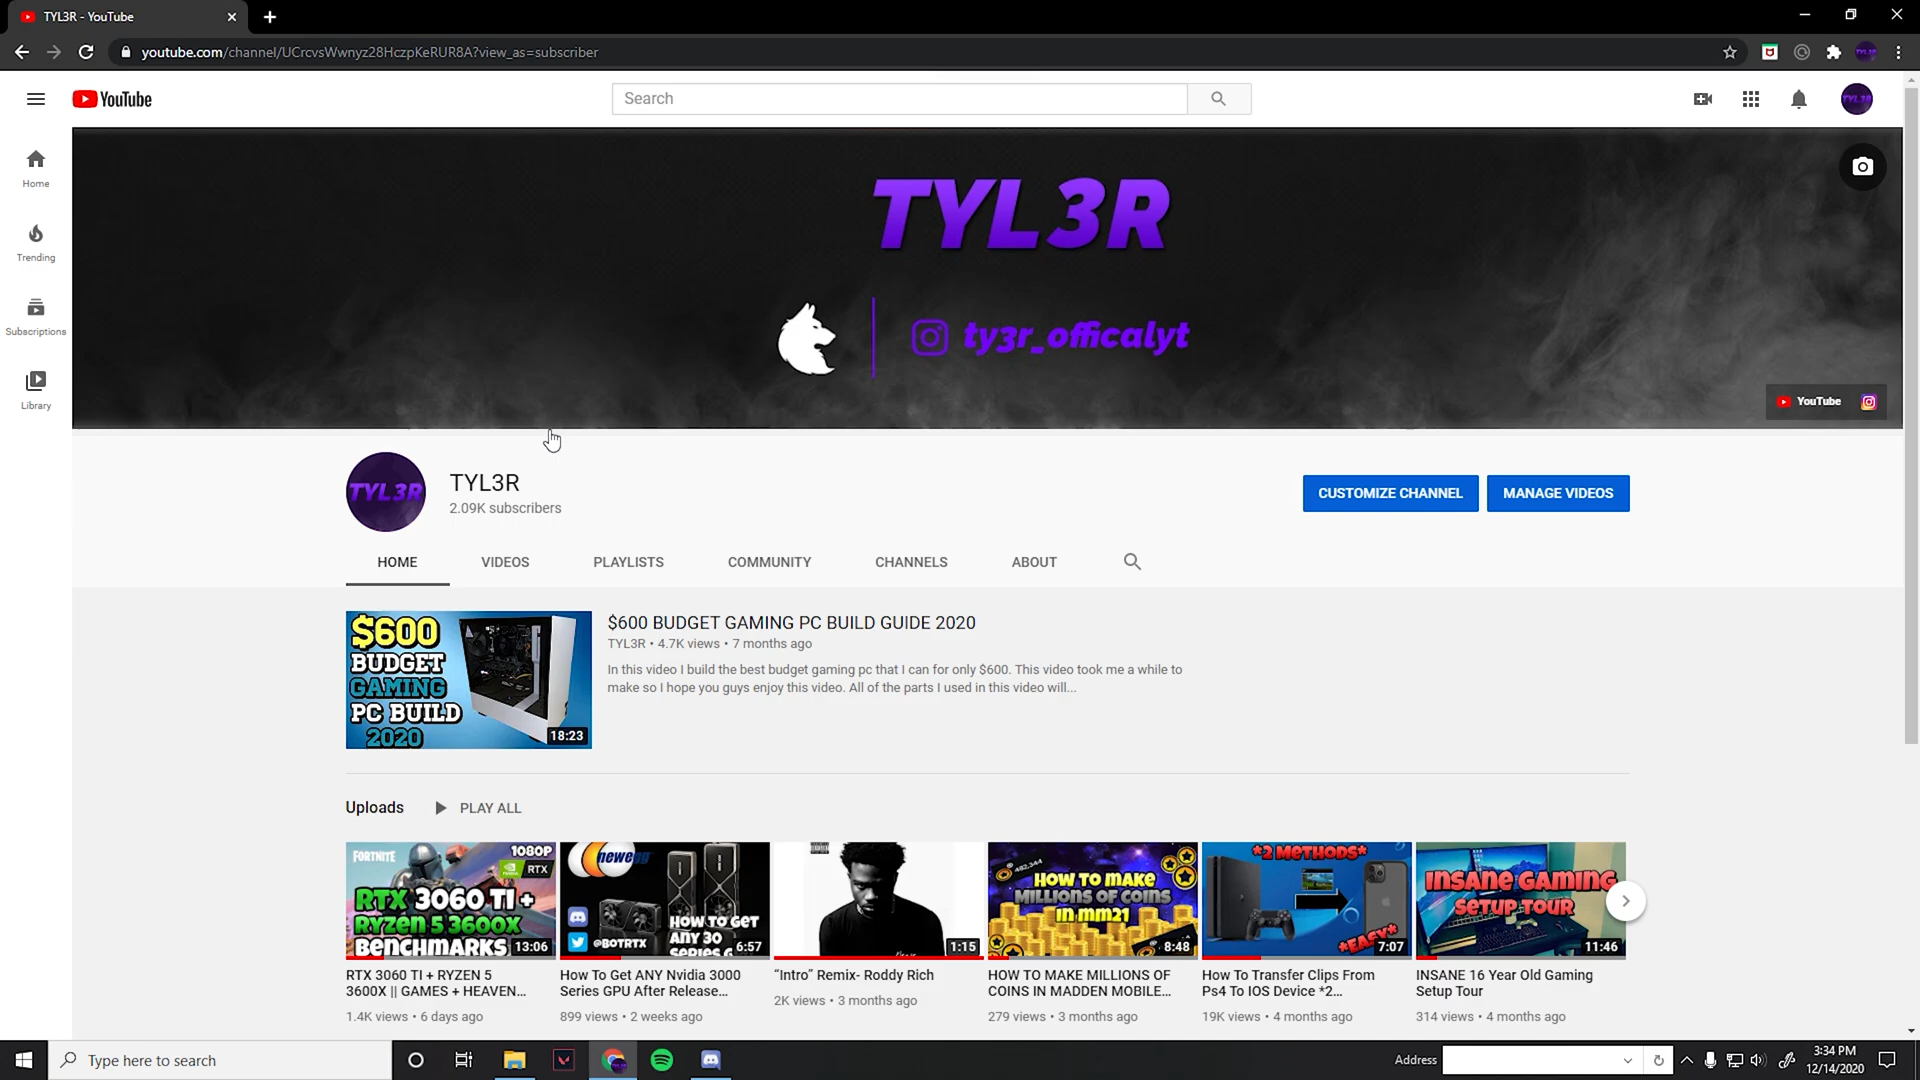 TYL3R - YouTube
youtube.com/channel/UCrcvsWwnyz28HczpKeRUR8A?view_as=subscriber
YouTube
Search
TYL3R
Home
Trending
Subscriptions
Library
TYL3R
ty3r_officalyt
YouTube
TYL3R
TYL3R
2.09K subscribers
CUSTOMIZE CHANNEL
MANAGE VIDEOS
HOME
VIDEOS
PLAYLISTS
COMMUNITY
CHANNELS
ABOUT
$600
BUDGET
GAMING
PC BUILD
2020
18:23
$600 BUDGET GAMING PC BUILD GUIDE 2020
TYL3R • 4.7K views • 7 months ago
In this video I build the best budget gaming pc that I can for only $600. This video took me a while to
make so I hope you guys enjoy this video. All of the parts I used in this video will...
Uploads
PLAY ALL
FORTNITE
1080P
RTX
RTX 3060 TI +
Ryzen 5 3600X
BENCHMARKS
13:06
RTX 3060 TI + RYZEN 5
3600X || GAMES + HEAVEN...
1.4K views • 6 days ago
newegg
@BOTRTX
HOW TO GET
ANY 30
SERIES G
6:57
How To Get ANY Nvidia 3000
Series GPU After Release...
899 views • 2 weeks ago
1:15
“Intro” Remix- Roddy Rich
2K views • 3 months ago
482,344
HOW TO MAKE
MILLIONS OF COINS
IN MM21
8:48
HOW TO MAKE MILLIONS OF
COINS IN MADDEN MOBILE...
279 views • 3 months ago
*2 METHODS*
*EASY*
7:07
How To Transfer Clips From
Ps4 To IOS Device *2...
19K views • 4 months ago
INSANE GAMING
SETUP TOUR
11:46
INSANE 16 Year Old Gaming
Setup Tour
314 views • 4 months ago
Type here to search
Address
3:34 PM
12/14/2020